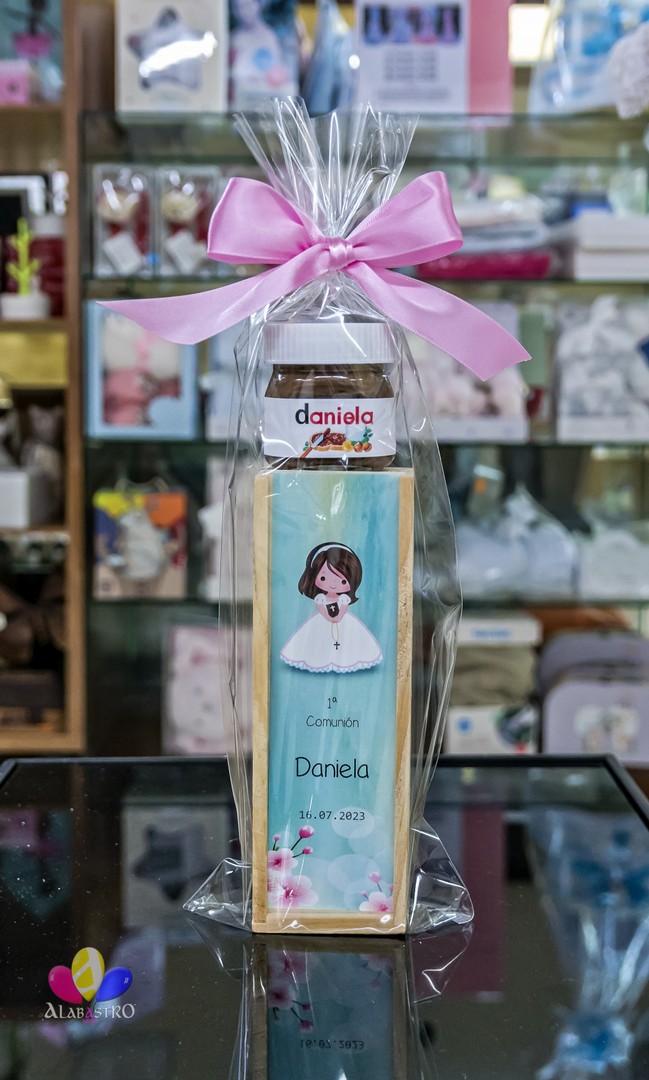 daniela
1ª
Comunión
Daniela
16.07.2023
ALABASTRO